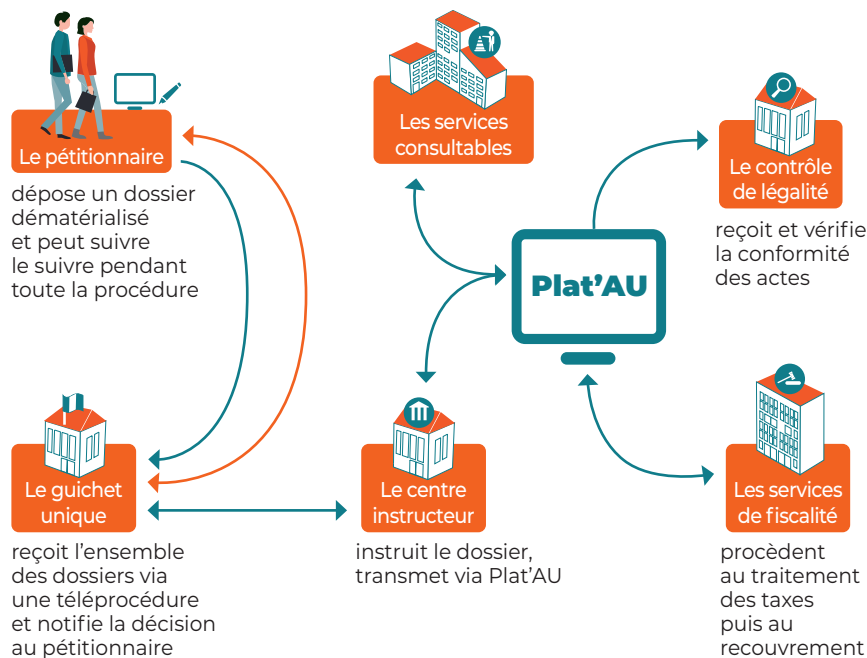 Le pétitionnaire
dépose un dossier
dématérialisé
et peut suivre
le suivre pendant
toute la procédure
Les services
consultables
Le contrôle
de légalité
reçoit et vérifie
la conformité
des actes
Plat’AU
Le guichet
unique
reçoit l’ensemble
des dossiers via
une téléprocédure
et notifie la décision
au pétitionnaire
Le centre
instructeur
instruit le dossier,
transmet via Plat’AU
Les services
de fiscalité
procèdent
au traitement
des taxes
puis au
recouvrement